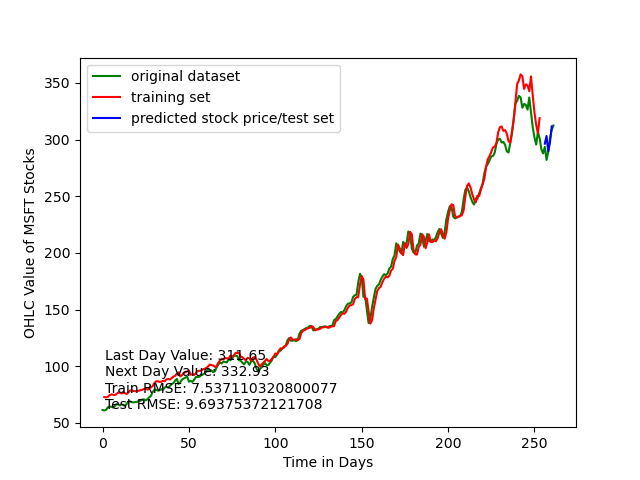 original dataset
training set
predicted stock price/test set
350
300
250
200
150
100
50
OHLC Value of MSFT Stocks
Last Day Value: 311.65
Next Day Value: 332.93
Train RMSE: 7.537110320800077
Test RMSE: 9.69375372121708
0 50 100 150 200 250
Time in Days